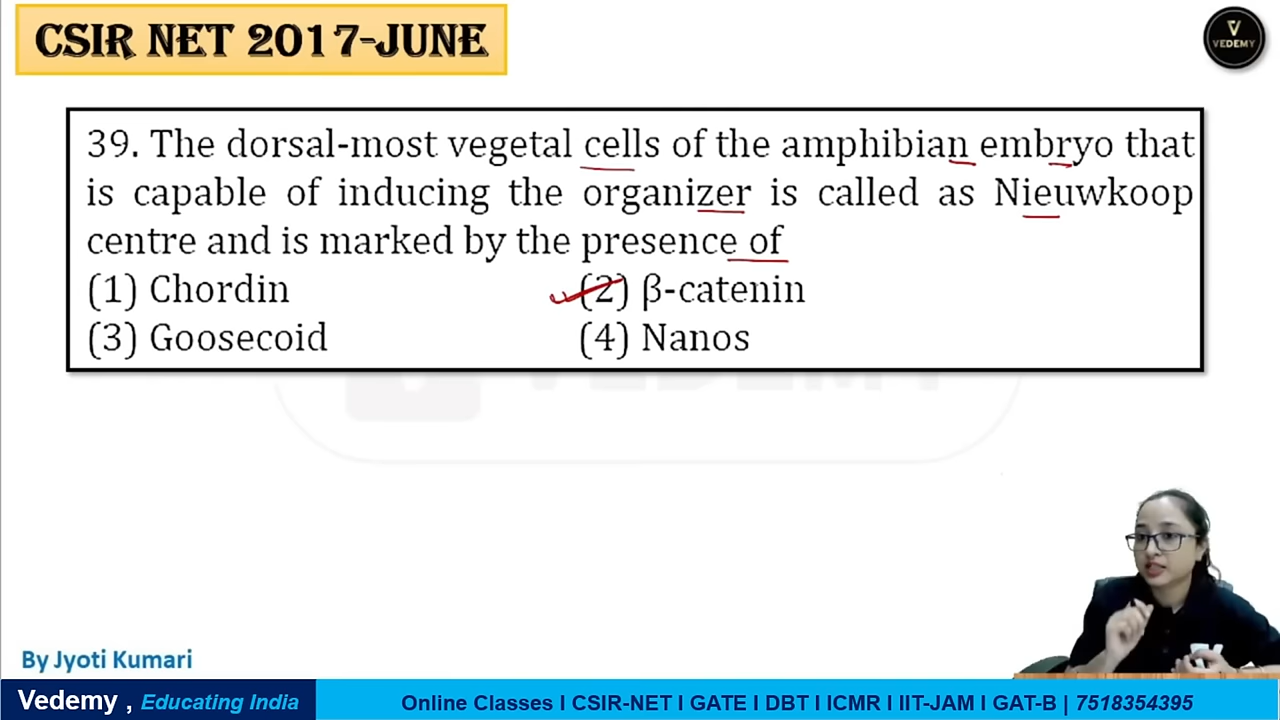 CSIR NET 2017-JUNE
V
VEDEMY
39. The dorsal-most vegetal cells of the amphibian embryo that
is capable of inducing the organizer is called as Nieuwkoop
centre and is marked by the presence of
(1) Chordin (2) β-catenin
(3) Goosecoid (4) Nanos
By Jyoti Kumari
Vedemy , Educating India
Online Classes I CSIR-NET I GATE I DBT I ICMR I IIT-JAM I GAT-B | 7518354395